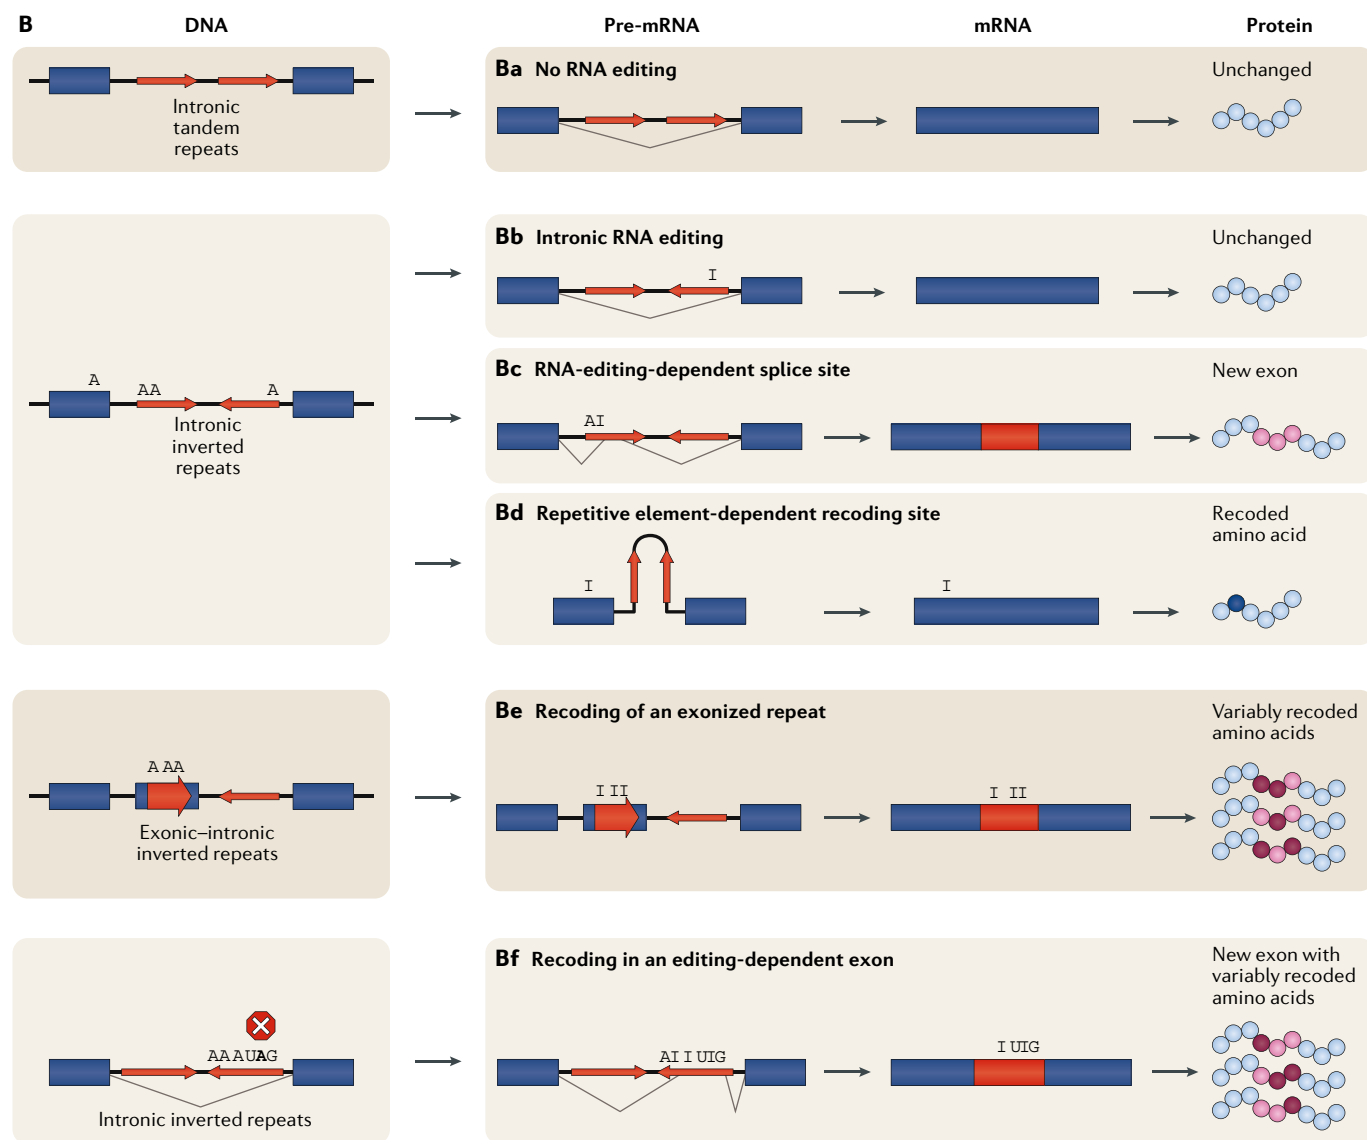 B DNA Pre-mRNA mRNA Protein
Intronic
tandem
repeats
Ba No RNA editing
Unchanged
Bb Intronic RNA editing
Unchanged
I
A
AA
A
Intronic
inverted
repeats
Bc RNA-editing-dependent splice site
New exon
AI
Bd Repetitive element-dependent recoding site
Recoded
amino acid
I
I
A AA
Exonic–intronic
inverted repeats
Be Recoding of an exonized repeat
Variably recoded
amino acids
I II
I II
AA AUAG
Intronic inverted repeats
Bf Recoding in an editing-dependent exon
New exon with
variably recoded
amino acids
AI I UIG
I UIG